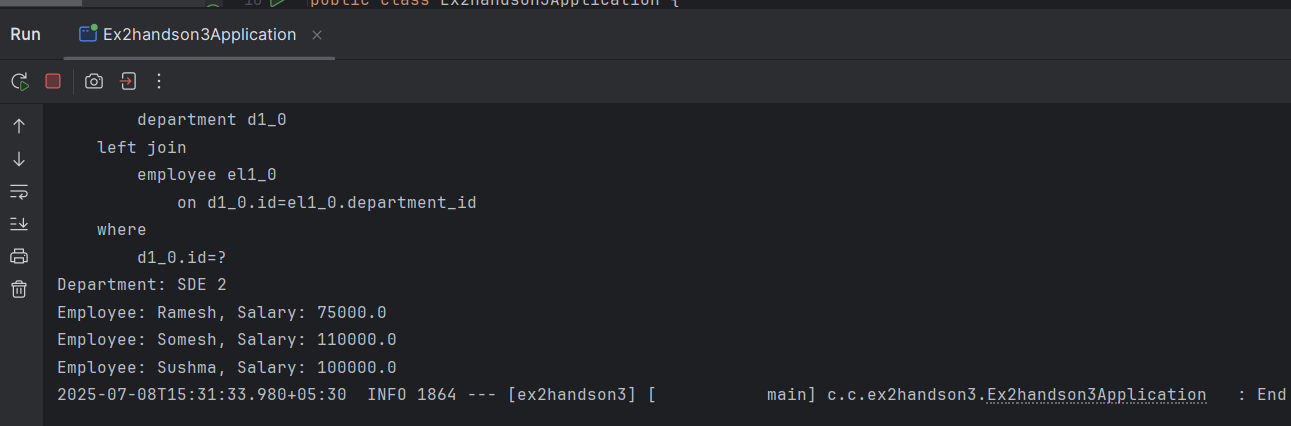 16 public class Ex2handson3Application {
Run Ex2handson3Application
department d1_0
left join
employee el1_0
on d1_0.id=el1_0.department_id
where
d1_0.id=?
Department: SDE 2
Employee: Ramesh, Salary: 75000.0
Employee: Somesh, Salary: 110000.0
Employee: Sushma, Salary: 100000.0
2025-07-08T15:31:33.980+05:30  INFO 1864 --- [ex2handson3] [           main] c.c.ex2handson3.Ex2handson3Application   : End